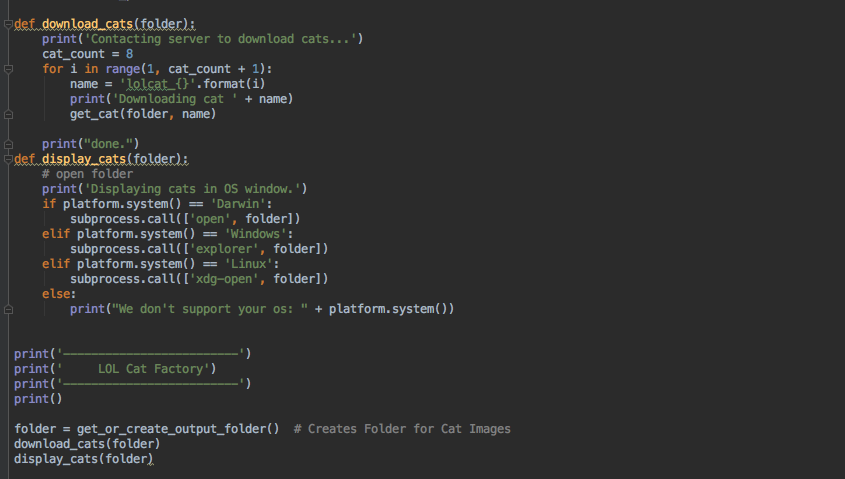 def download_cats(folder):
    print('Contacting server to download cats...')
    cat_count = 8
    for i in range(1, cat_count + 1):
        name = 'lolcat_{}'.format(i)
        print('Downloading cat ' + name)
        get_cat(folder, name)

    print("done.")
def display_cats(folder):
    # open folder
    print('Displaying cats in OS window.')
    if platform.system() == 'Darwin':
        subprocess.call(['open', folder])
    elif platform.system() == 'Windows':
        subprocess.call(['explorer', folder])
    elif platform.system() == 'Linux':
        subprocess.call(['xdg-open', folder])
    else:
        print("We don't support your os: " + platform.system())


print('-------------------------')
print('     LOL Cat Factory')
print('-------------------------')
print()

folder = get_or_create_output_folder()  # Creates Folder for Cat Images
download_cats(folder)
display_cats(folder)